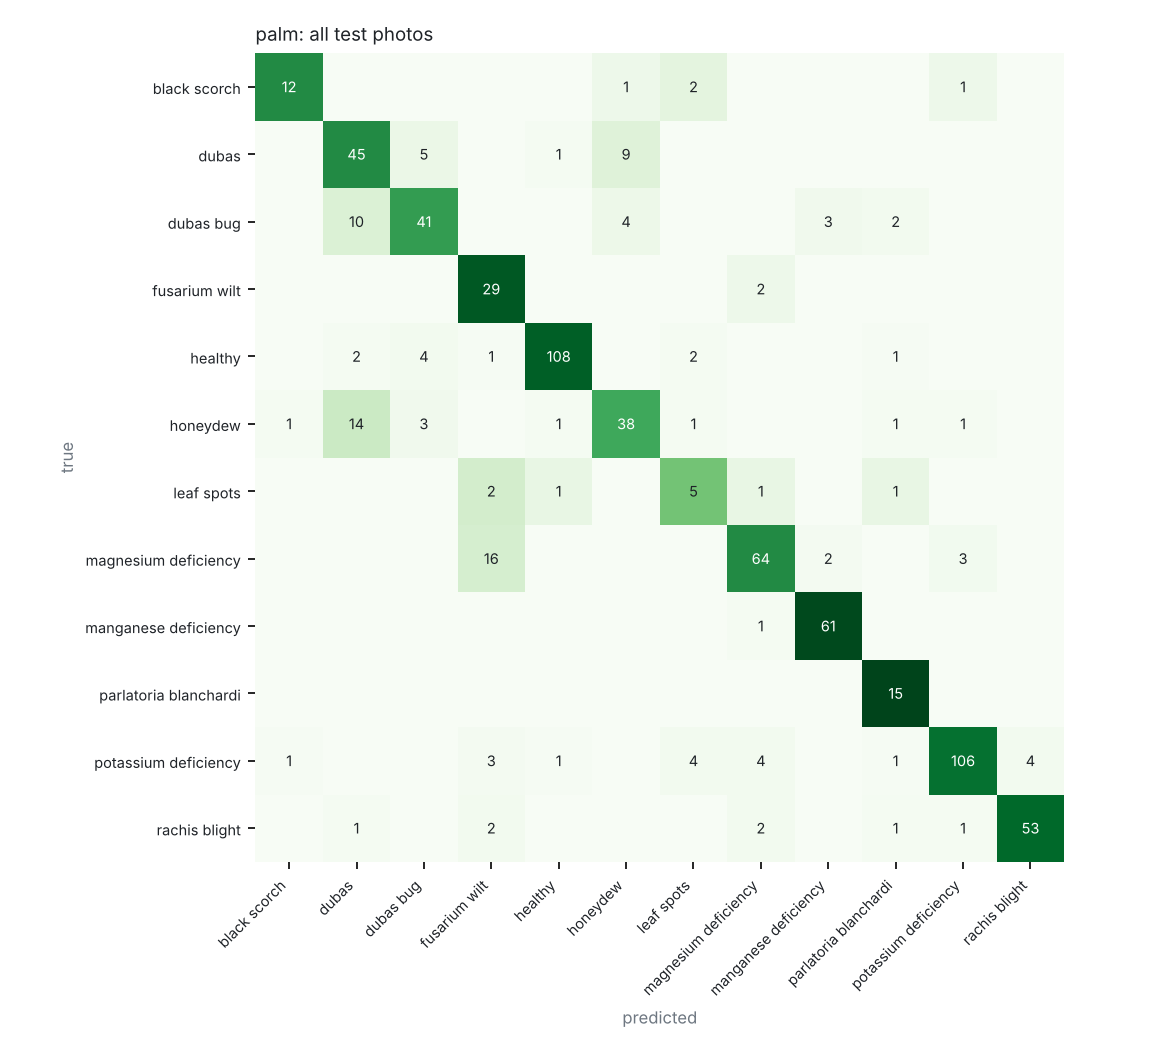 palm: all test photos
black scorch 12 1 2 1
dubas 45 5 1 9
dubas bug 10 41 4 3 2
fusarium wilt 29 2
healthy 2 4 1 108 2 1
honeydew 1 14 3 1 38 1 1 1
leaf spots 2 1 5 1 1
magnesium deficiency 16 64 2 3
manganese deficiency 1 61
parlatoria blanchardi 15
potassium deficiency 1 3 1 4 4 1 106 4
rachis blight 1 2 2 1 1 53
true
black scorch
dubas
dubas bug
fusarium wilt
healthy
honeydew
leaf spots
magnesium deficiency
manganese deficiency
parlatoria blanchardi
potassium deficiency
rachis blight
predicted